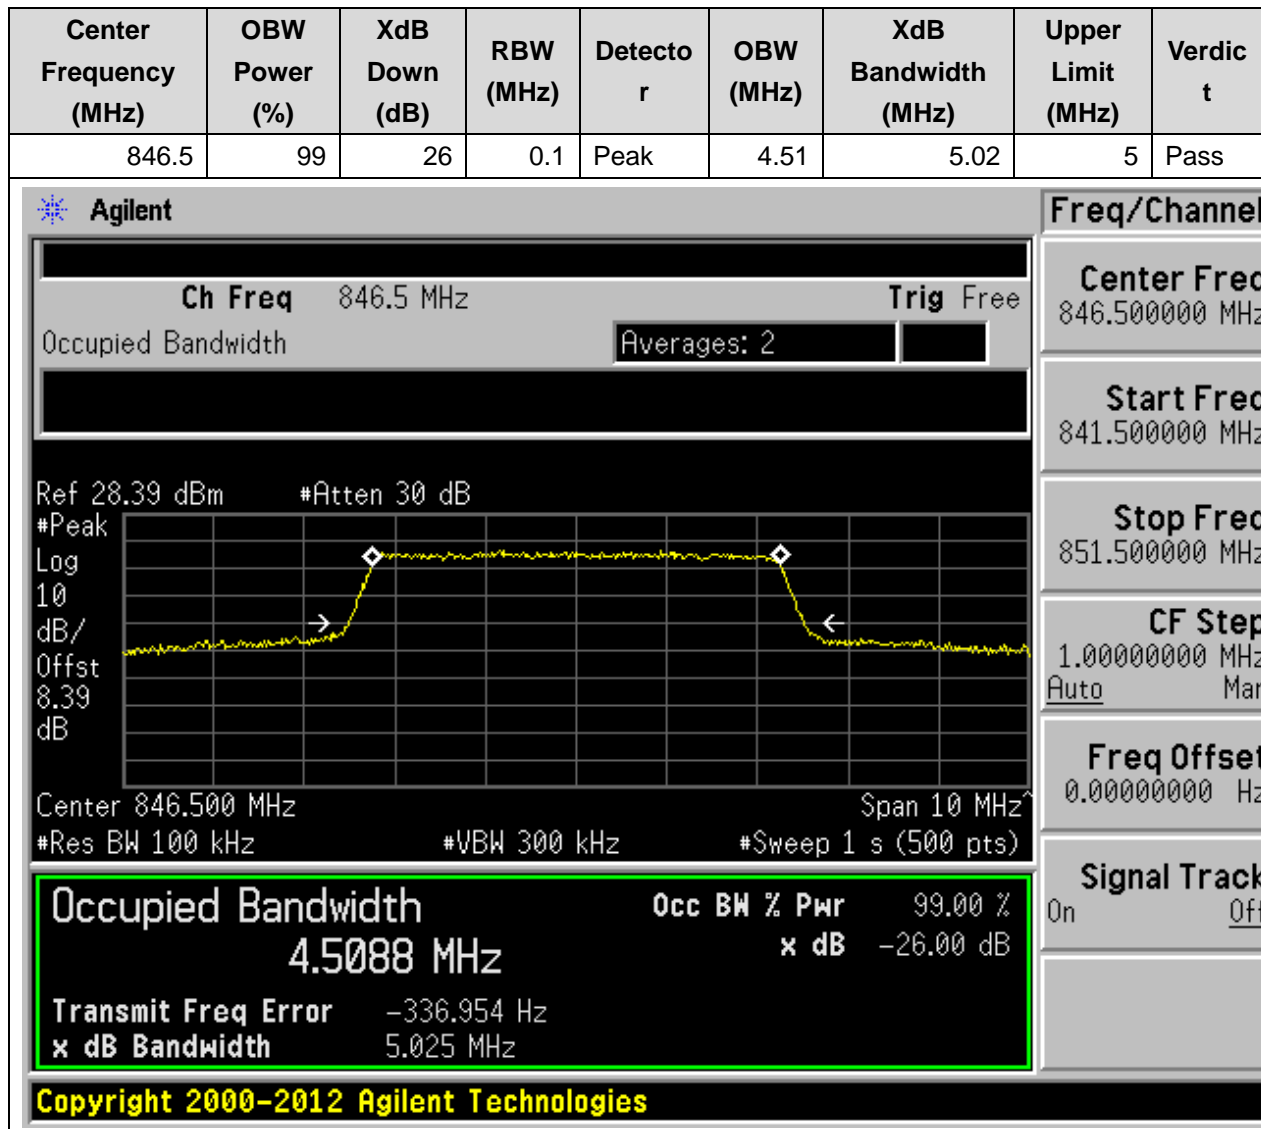 Center Frequency (MHz) OBW Power (%) XdB Down (dB) RBW (MHz) Detecto r OBW (MHz) XdB Bandwidth (MHz) Upper Limit (MHz) Verdic t
846.5 99 26 0.1 Peak 4.51 5.02 5 Pass
Agilent
Ch Freq 846.5 MHz Trig Free
Occupied Bandwidth Averages: 2
Ref 28.39 dBm #Atten 30 dB
#Peak
Log
10
dB/
Offst
8.39
dB
Center 846.500 MHz Span 10 MHz^
#Res BW 100 kHz #VBW 300 kHz #Sweep 1 s (500 pts)
Occupied Bandwidth
4.5088 MHz
Occ BW % Pwr 99.00 %
x dB -26.00 dB
Transmit Freq Error -336.954 Hz
x dB Bandwidth 5.025 MHz
Copyright 2000-2012 Agilent Technologies
Freq/Channel
Center Freq
846.500000 MHz
Start Freq
841.500000 MHz
Stop Freq
851.500000 MHz
CF Step
1.00000000 MHz
Auto Man
Freq Offset
0.00000000 Hz
Signal Track
On Off